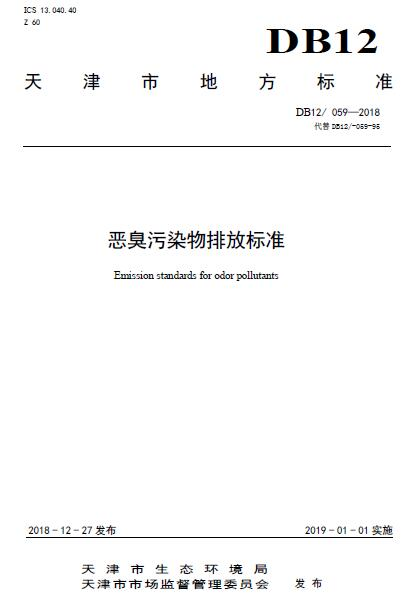 ICS 13.040.40
Z 60
DB12
天津市地方标准
DB12/ 059—2018
代替 DB12/-059-95
恶臭污染物排放标准
Emission standards for odor pollutants
2018-12-27 发布
2019-01-01 实施
天津市生态环境局
天津市市场监督管理委员会 发布